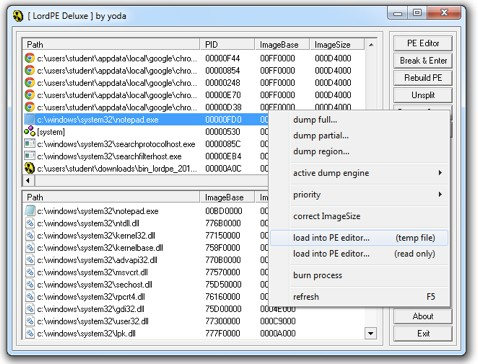 [ LordPE Deluxe ] by yoda
Path PID ImageBase ImageSize
c:\users\student\appdata\local\google\chro... 00000F44 00FF0000 000D4000
c:\users\student\appdata\local\google\chro... 00000854 00FF0000 000D4000
c:\users\student\appdata\local\google\chro... 00000248 00FF0000 000D4000
c:\users\student\appdata\local\google\chro... 00000E70 00FF0000 000D4000
c:\users\student\appdata\local\google\chro... 00000D38 00FF0000 000D4000
c:\windows\system32\notepad.exe 00000FD0
[system] 00000530
c:\windows\system32\searchprotocolhost.exe 0000085C
c:\windows\system32\searchfilterhost.exe 00000EB4
c:\users\student\downloads\bin_lordpe_201... 00000A0C
PE Editor
Break & Enter
Rebuild PE
Unsplit
dump full...
dump partial...
dump region...
active dump engine
priority
correct ImageSize
load into PE editor... (temp file)
load into PE editor... (read only)
burn process
refresh F5
Path ImageBase
c:\windows\system32\notepad.exe 00BD0000
c:\windows\system32\ntdll.dll 776B0000
c:\windows\system32\kernel32.dll 77150000
c:\windows\system32\kernelbase.dll 758F0000
c:\windows\system32\advapi32.dll 770B0000
c:\windows\system32\msvcrt.dll 77570000
c:\windows\system32\sechost.dll 75D50000
c:\windows\system32\rpcrt4.dll 76160000
c:\windows\system32\gdi32.dll 75D00000 0004E000
c:\windows\system32\user32.dll 77300000 000C9000
c:\windows\system32\lpk.dll 777F0000 0000A000
About
Exit